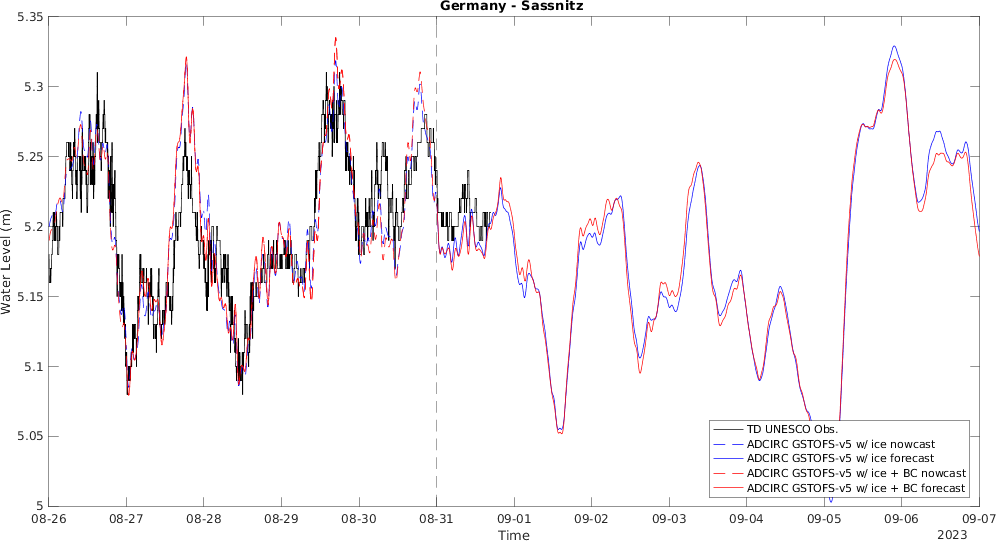 Germany - Sassnitz
5.35
5.3
5.25
5.2
5.15
5.1
5.05
5
Water Level (m)
TD UNESCO Obs.
ADCIRC GSTOFS-v5 w/ ice nowcast
ADCIRC GSTOFS-v5 w/ ice forecast
ADCIRC GSTOFS-v5 w/ ice + BC nowcast
ADCIRC GSTOFS-v5 w/ ice + BC forecast
08-26 08-27 08-28 08-29 08-30 08-31 09-01 09-02 09-03 09-04 09-05 09-06 09-07
Time
2023